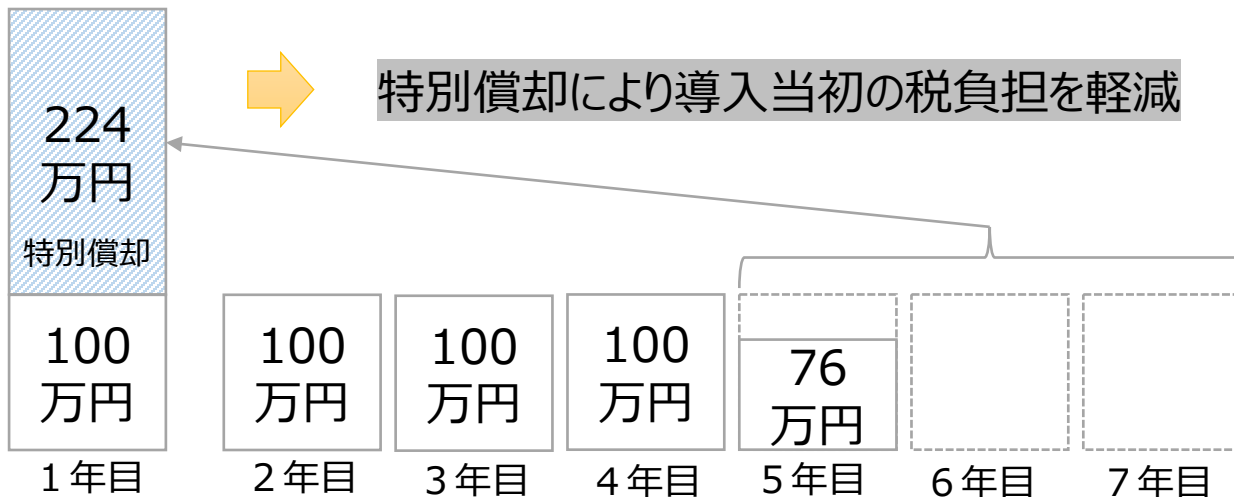 特別償却により導入当初の税負担を軽減
224
万円
特別償却
100
万円
100
万円
100
万円
100
万円
76
万円
１年目
２年目
３年目
４年目
５年目
６年目
７年目